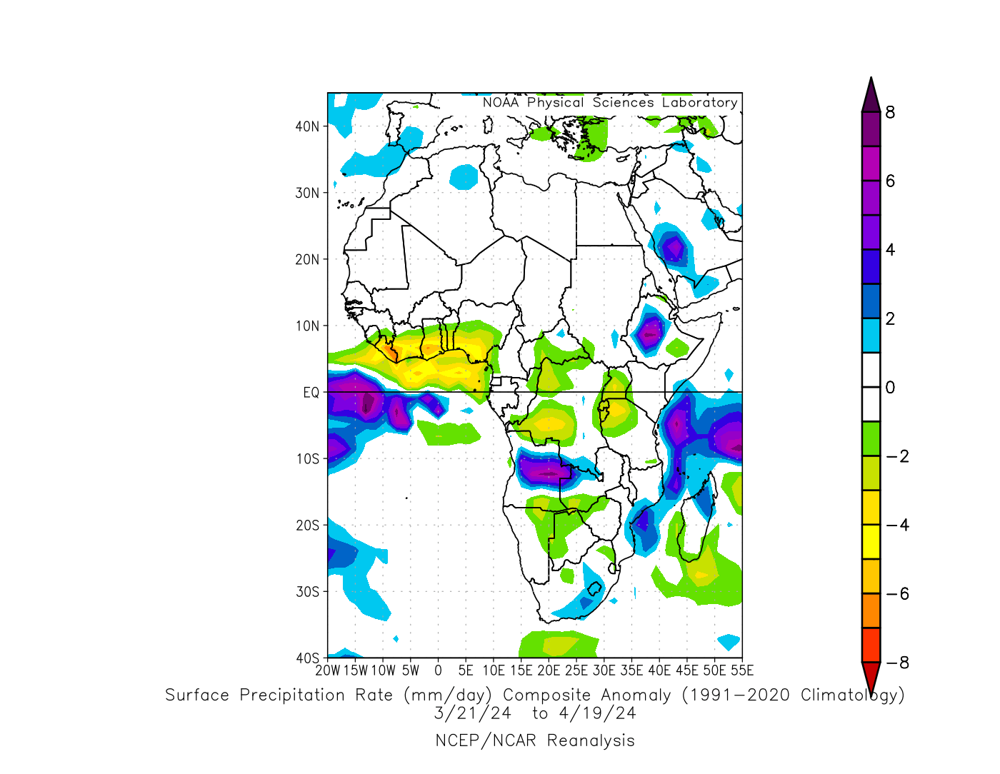 NOAA Physical Sciences Laboratory
8
40N
6
30N
4
20N
2
10N
0
EQ
-2
10S
-4
20S
-6
30S
-8
40S
20W 15W 10W 5W 0 5E 10E 15E 20E 25E 30E 35E 40E 45E 50E 55E
Surface Precipitation Rate (mm/day) Composite Anomaly (1991-2020 Climatology)
3/21/24 to 4/19/24
NCEP/NCAR Reanalysis